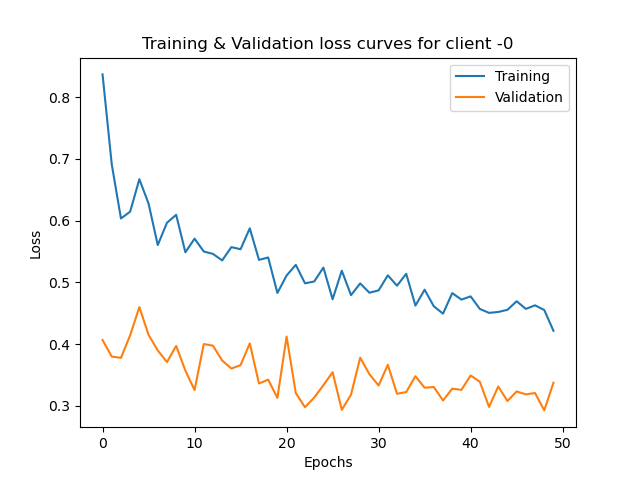 Training & Validation loss curves for client -0
Training
Validation
Loss
0.8
0.7
0.6
0.5
0.4
0.3
0 10 20 30 40 50
Epochs